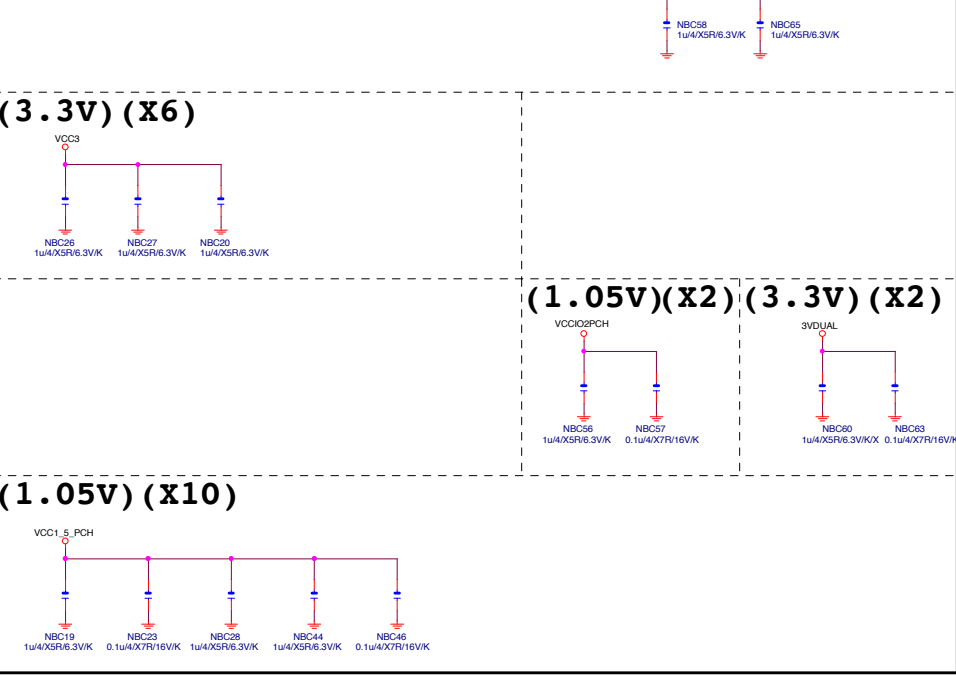 NBC58
1u/4/X5R/6.3V/K
NBC65
1u/4/X5R/6.3V/K
(3.3V)(X6)
VCC3
NBC26
1u/4/X5R/6.3V/K
NBC27
1u/4/X5R/6.3V/K
NBC20
1u/4/X5R/6.3V/K
(1.05V)(X2)
VCCIO2PCH
NBC56
1u/4/X5R/6.3V/K
NBC57
0.1u/4/X7R/16V/K
(3.3V)(X2)
3VDUAL
NBC60
1u/4/X5R/6.3V/K/X
NBC63
0.1u/4/X7R/16V/K
(1.05V)(X10)
VCC1_5_PCH
NBC19
1u/4/X5R/6.3V/K
NBC23
0.1u/4/X7R/16V/K
NBC28
1u/4/X5R/6.3V/K
NBC44
1u/4/X5R/6.3V/K
NBC46
0.1u/4/X7R/16V/K